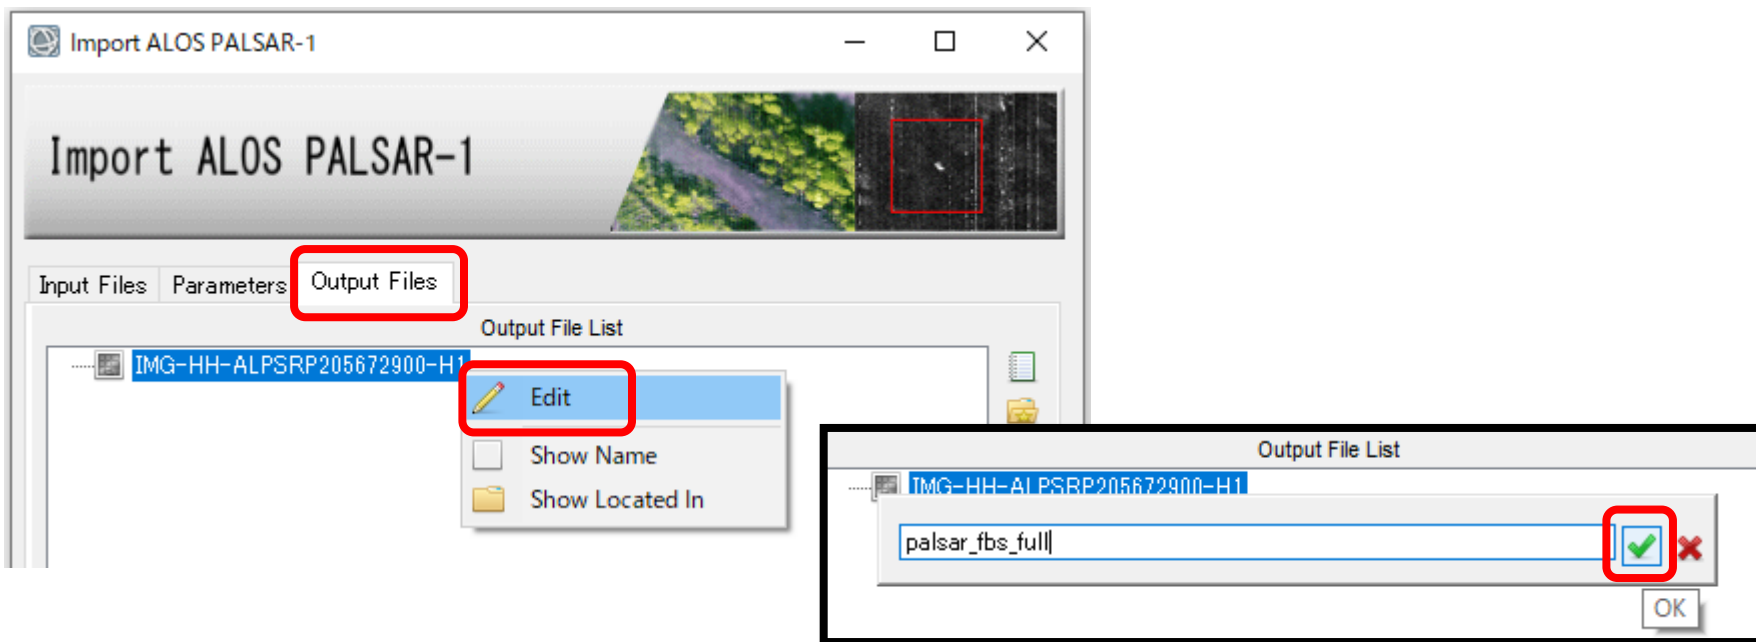 Import ALOS PALSAR-1
Import ALOS PALSAR-1
Input Files Parameters Output Files
Output File List
IMG-HH-ALPSRP205672900-H1
Edit
Show Name
Show Located In
Output File List
IMG-HH-ALPSRP205672900-H1
palsar_fbs_full
OK